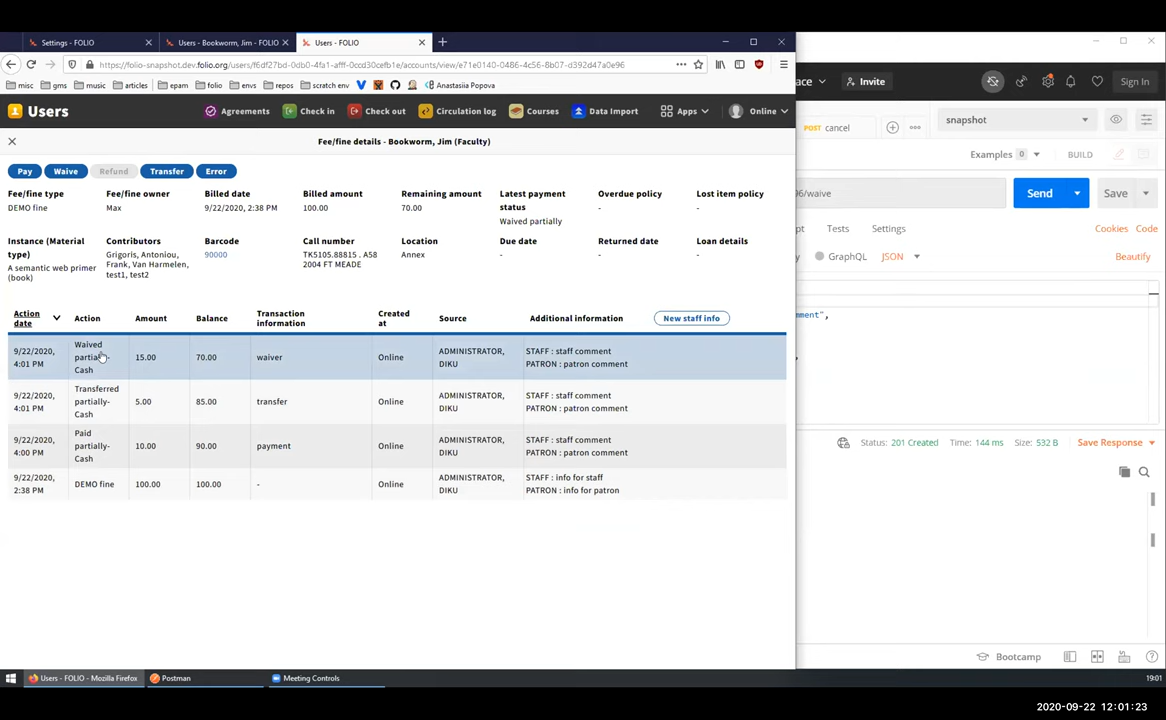 Settings - FOLIO
Users - Bookworm, Jim - FOLIO
Users - FOLIO
https://folio-snapshot.dev.folio.org/users/f6df27bd-0db0-4fa1-afff-0ccd30cefb1e/accounts/view/e71e0140-0486-4c56-8b07-d392d47a0e96
misc gms music articles epam folio envs repos scratch env Anastasiia Popova
Users
Agreements Check in Check out Circulation log Courses Data Import Apps Online
Fee/fine details - Bookworm, Jim (Faculty)
Pay Waive Refund Transfer Error
Fee/fine type Fee/fine owner Billed date Billed amount Remaining amount Latest payment status Overdue policy Lost item policy
DEMO fine Max 9/22/2020, 2:38 PM 100.00 70.00 Waived partially - -
Instance (Material type) Contributors Barcode Call number Location Due date Returned date Loan details
A semantic web primer (book) Grigoris, Antoniou, Frank, Van Harmelen, test1, test2 90000 TK5105.88815 . A58 2004 FT MEADE Annex - - -
Action date Action Amount Balance Transaction information Created at Source Additional information New staff info
9/22/2020, 4:01 PM Waived partially- Cash 15.00 70.00 waiver Online ADMINISTRATOR, DIKU STAFF : staff comment PATRON : patron comment
9/22/2020, 4:01 PM Transferred partially- Cash 5.00 85.00 transfer Online ADMINISTRATOR, DIKU STAFF : staff comment PATRON : patron comment
9/22/2020, 4:00 PM Paid partially- Cash 10.00 90.00 payment Online ADMINISTRATOR, DIKU STAFF : staff comment PATRON : patron comment
9/22/2020, 2:38 PM DEMO fine 100.00 100.00 - Online ADMINISTRATOR, DIKU STAFF : info for staff PATRON : info for patron
ace Invite Sign In
POST cancel snapshot
Examples 0 BUILD
96/waive Send Save
pt Tests Settings Cookies Code
GraphQL JSON Beautify
mment",
,
Status: 201 Created Time: 144 ms Size: 532 B Save Response
Bootcamp
Users - FOLIO - Mozilla Firefox Postman Meeting Controls 19:01
2020-09-22 12:01:23